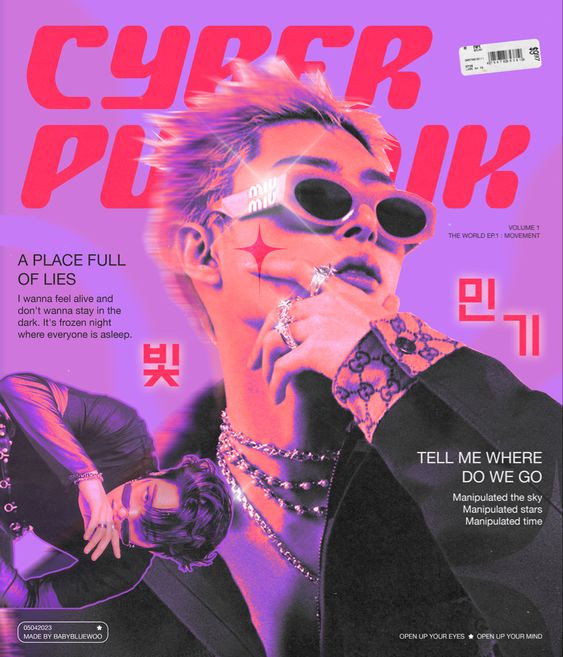 CYBER
PU NK
VOLUME 1
THE WORLD EP.1 : MOVEMENT
A PLACE FULL
OF LIES
I wanna feel alive and
don't wanna stay in the
dark. It's frozen night
where everyone is asleep.
민
기
빛
TELL ME WHERE
DO WE GO
Manipulated the sky
Manipulated stars
Manipulated time
05042023
MADE BY BABYBLUEWOO
OPEN UP YOUR EYES ★ OPEN UP YOUR MIND